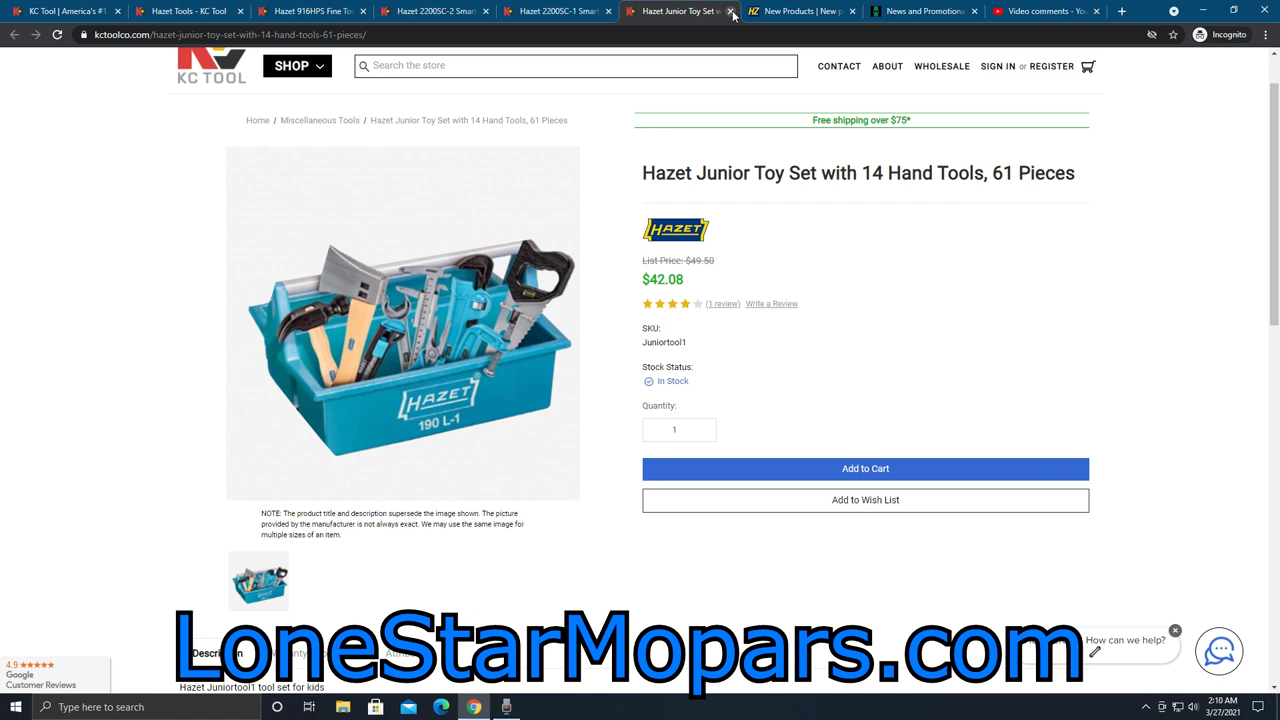 KC Tool | America's #1
Hazet 916HPS Fine Too
Hazet 2200SC-2 Ham
Hazet 2200SC-1 Ham
Hazet Junior Toy Set w
New Products | New
News and Promotiona
Video comments - Yo
kctoolco.com/hazet-junior-toy-set-with-14-hand-tools-61-pieces/
Incognito
KC TOOL
SHOP
Search the store
CONTACT
ABOUT
WHOLESALE
SIGN IN or REGISTER
Home / Miscellaneous Tools / Hazet Junior Toy Set with 14 Hand Tools, 61 Pieces
Free shipping over $75*
Hazet Junior Toy Set with 14 Hand Tools, 61 Pieces
HAZET
List Price: $49.50
$42.08
(1 review) Write a Review
SKU:
Juniortool1
Stock Status:
In Stock
Quantity:
1
Add to Cart
Add to Wish List
HAZET
190 L-1
NOTE: The product title and description supersede the image shown. The picture
provided by the manufacturer is not always exact. We may use the same image for
multiple sizes of an item.
LoneStarMopars.com
How can we help?
Description
4.9
Google
Customer Reviews
Hazet Juniortool1 tool set for kids
Type here to search
2:10 AM
3/27/2021